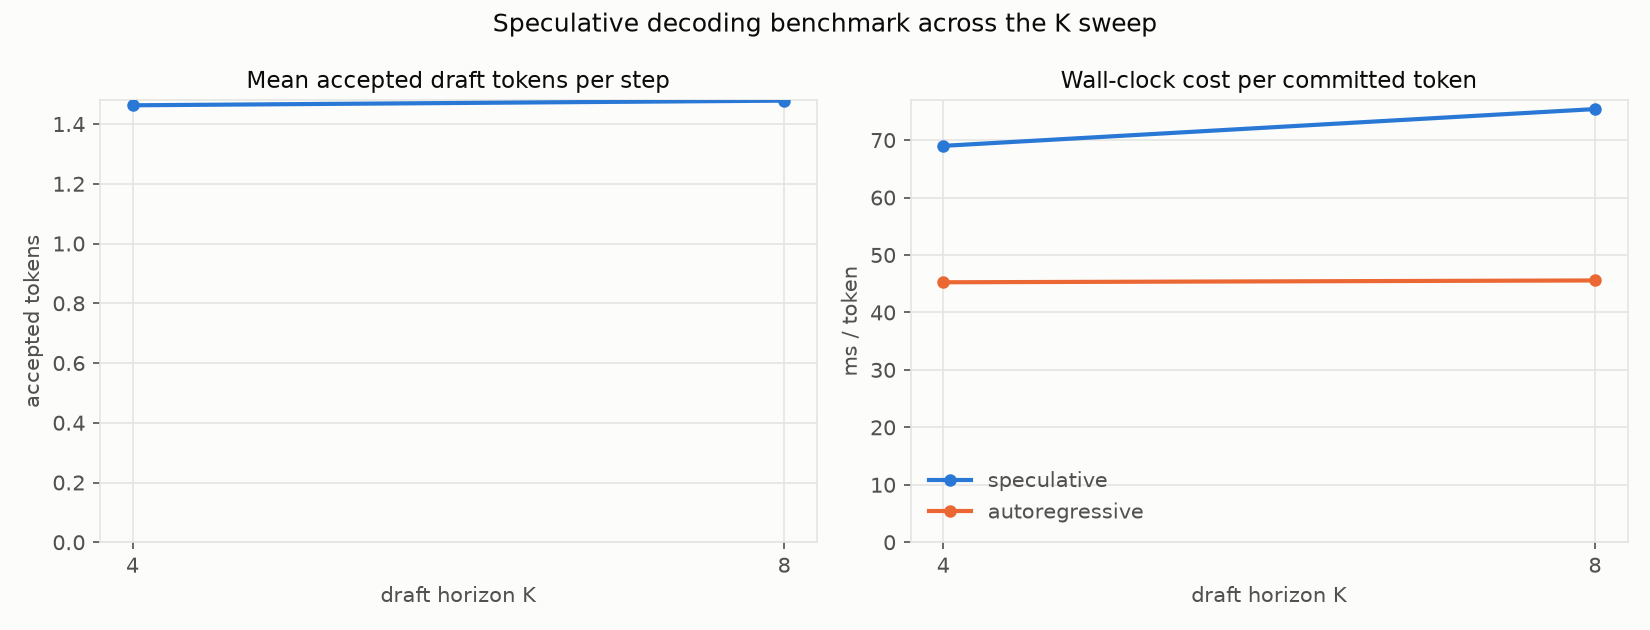 Speculative decoding benchmark across the K sweep
Mean accepted draft tokens per step
accepted tokens
1.4
1.2
1.0
0.8
0.6
0.4
0.2
0.0
4
8
draft horizon K
Wall-clock cost per committed token
ms / token
70
60
50
40
30
20
10
0
speculative
autoregressive
4
8
draft horizon K